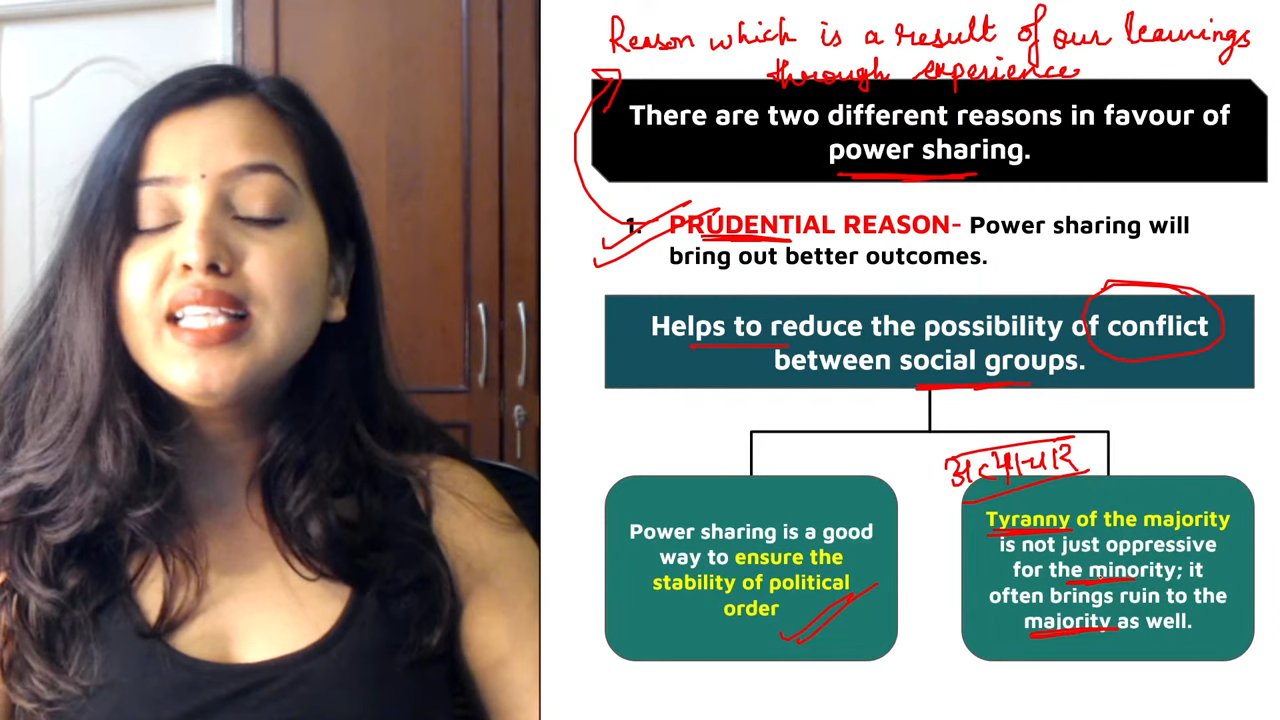 Reason which is a result of our learnings
through experience
There are two different reasons in favour of
power sharing.
1. PRUDENTIAL REASON- Power sharing will
bring out better outcomes.
Helps to reduce the possibility of conflict
between social groups.
अत्याचार
Power sharing is a good
way to ensure the
stability of political
order
Tyranny of the majority
is not just oppressive
for the minority; it
often brings ruin to the
majority as well.